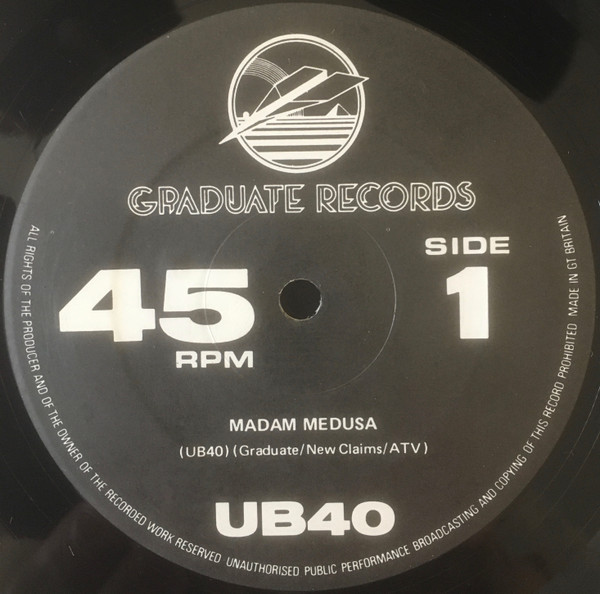 GRADUATE RECORDS
SIDE
1
45
RPM
MADAM MEDUSA
(UB40) (Graduate/New Claims/ATV)
UB40
ALL RIGHTS OF THE PRODUCER AND OF THE OWNER OF THE RECORDED WORK RESERVED UNAUTHORISED PUBLIC PERFORMANCE BROADCASTING AND COPYING OF THIS RECORD PROHIBITED MADE IN GT BRITAIN